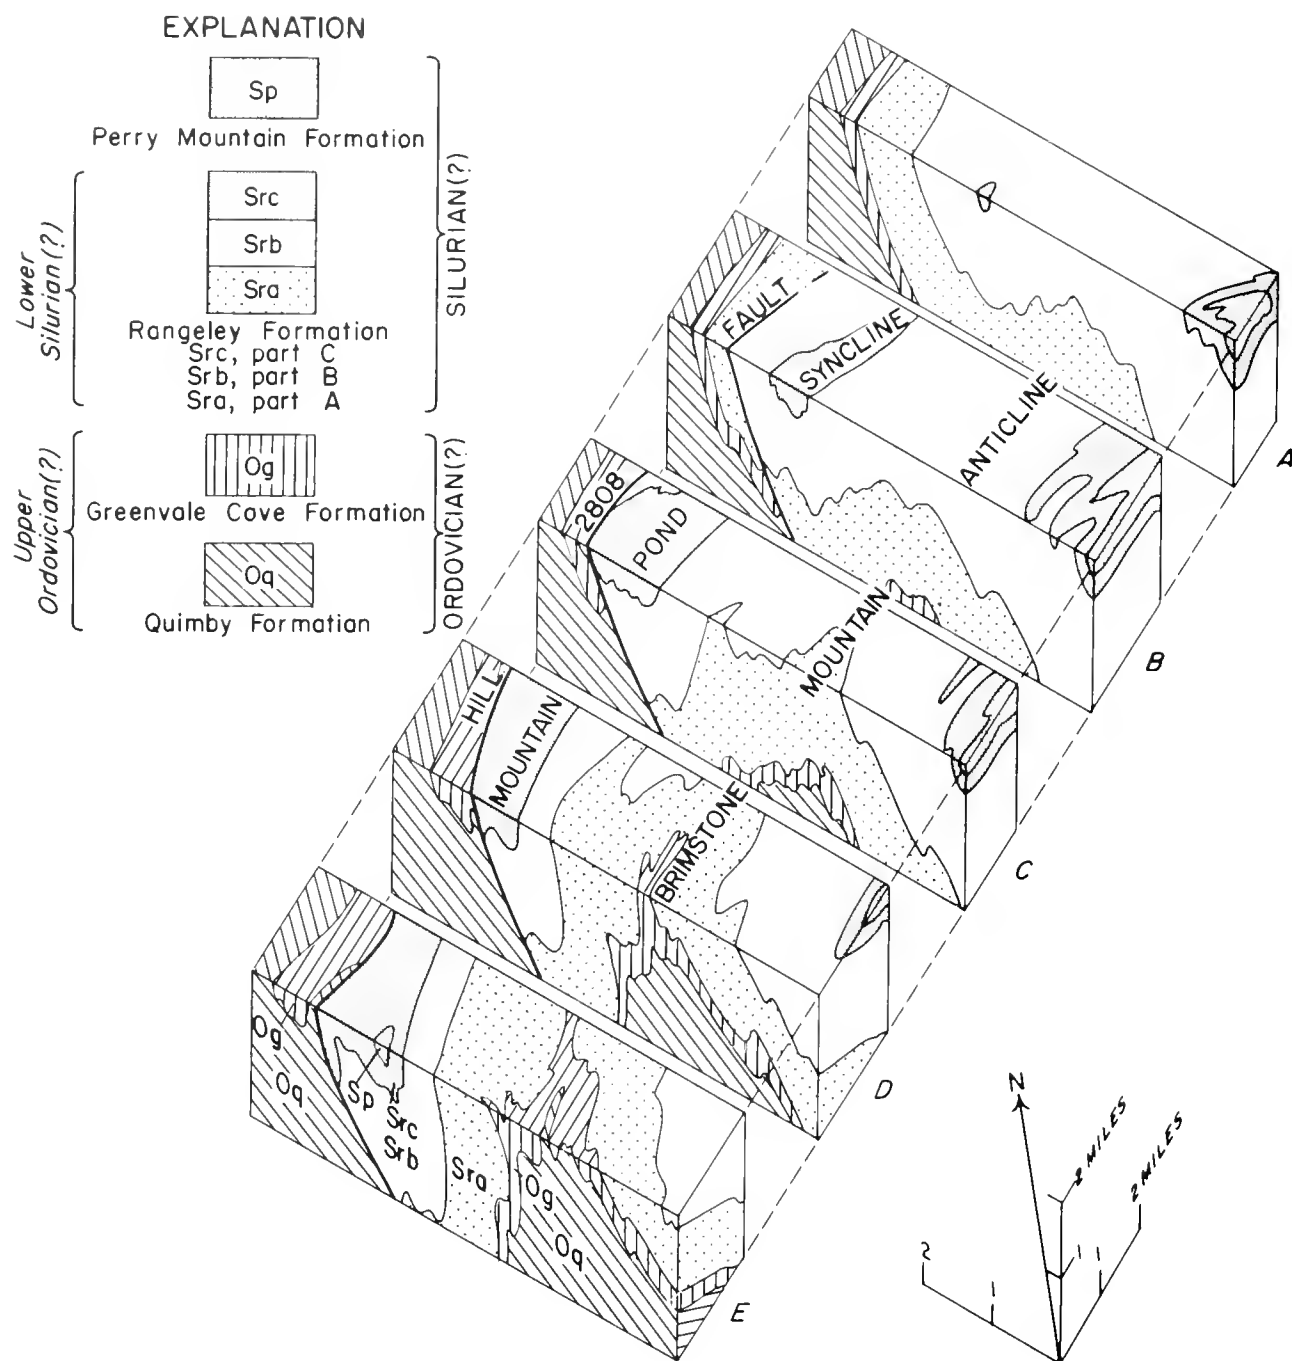 EXPLANATION
Sp
Perry Mountain Formation
Src
Srb
Sra
Rangeley Formation
Src, part C
Srb, part B
Sra, part A
Lower
Silurian(?)
SILURIAN(?)
Og
Greenvale Cove Formation
Oq
Quimby Formation
Upper
Ordovician(?)
ORDOVICIAN(?)
A
FAULT
SYNCLINE
ANTICLINE
B
2808
POND
MOUNTAIN
C
HILL
MOUNTAIN
BRIMSTONE
D
Og
Oq
Sp
Src
Srb
Sra
Og
Oq
E
N
2 MILES
2 MILES
2
1
1
1